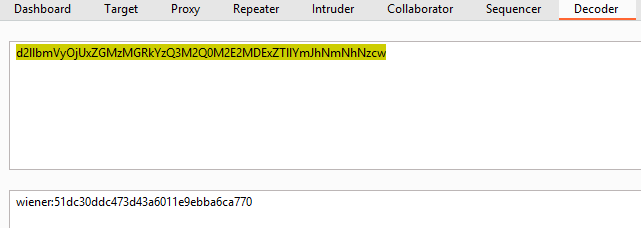 Dashboard Target Proxy Repeater Intruder Collaborator Sequencer Decoder
d2llbmVyOjUxZGMzMGRkYzQ3M2Q0M2E2MDExZTllYmJhNmNhNzcw
wiener:51dc30ddc473d43a6011e9ebba6ca770